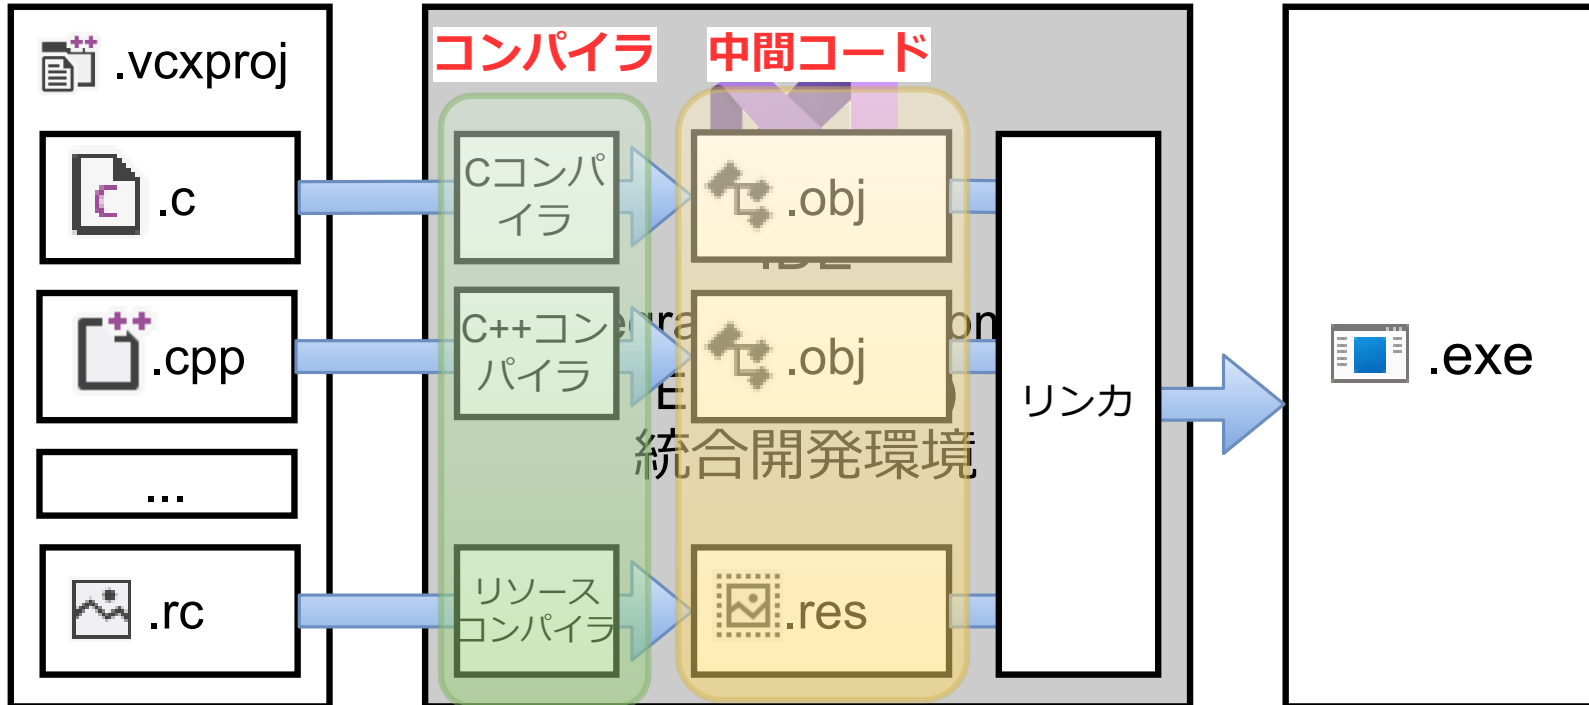 .vcxproj
コンパイラ
中間コード
.c
Cコンパ
イラ
.obj
.cpp
C++コン
パイラ
.obj
...
.rc
リソース
コンパイラ
.res
統合開発環境
リンカ
.exe